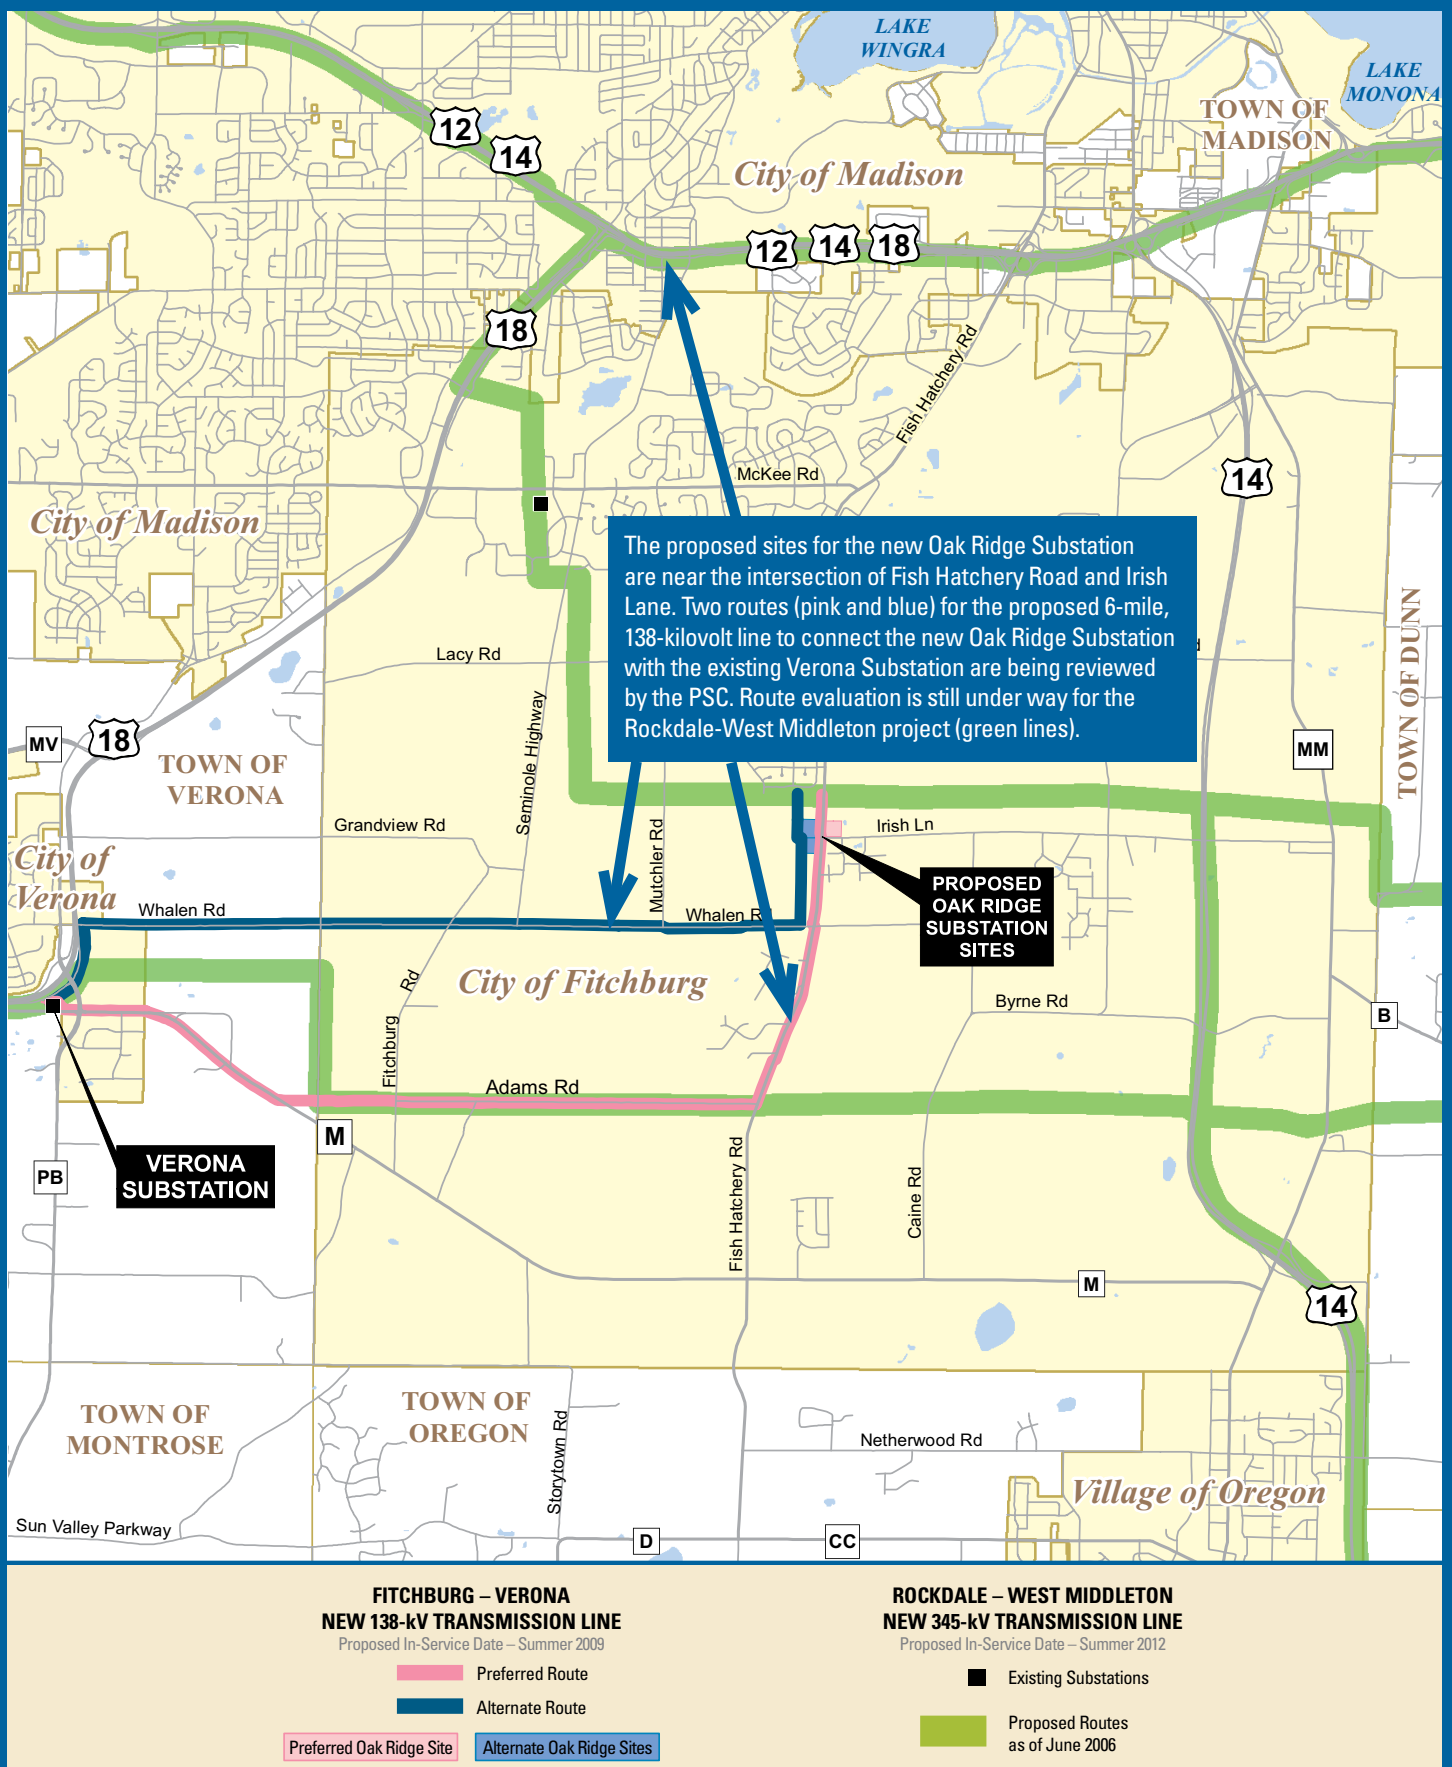 LAKE
WINGRA
LAKE
MONONA
TOWN OF
MADISON
12
14
City of Madison
12
14
18
18
Fish Hatchery Rd
McKee Rd
14
City of Madison
The proposed sites for the new Oak Ridge Substation
are near the intersection of Fish Hatchery Road and Irish
Lane. Two routes (pink and blue) for the proposed 6-mile,
138-kilovolt line to connect the new Oak Ridge Substation
with the existing Verona Substation are being reviewed
by the PSC. Route evaluation is still under way for the
Rockdale-West Middleton project (green lines).
TOWN OF DUNN
Lacy Rd
Seminole Highway
MV
18
MM
TOWN OF
VERONA
Grandview Rd
Mutchler Rd
Irish Ln
City of
Verona
PROPOSED
OAK RIDGE
SUBSTATION
SITES
Whalen Rd
Whalen R
City of Fitchburg
Fitchburg Rd
Byrne Rd
B
Adams Rd
M
VERONA
SUBSTATION
PB
Fish Hatchery Rd
Caine Rd
M
14
TOWN OF
MONTROSE
TOWN OF
OREGON
Storytown Rd
Netherwood Rd
Village of Oregon
Sun Valley Parkway
D
CC
FITCHBURG – VERONA
NEW 138-kV TRANSMISSION LINE
Proposed In-Service Date – Summer 2009
Preferred Route
Alternate Route
Preferred Oak Ridge Site
Alternate Oak Ridge Sites
ROCKDALE – WEST MIDDLETON
NEW 345-kV TRANSMISSION LINE
Proposed In-Service Date – Summer 2012
Existing Substations
Proposed Routes
as of June 2006